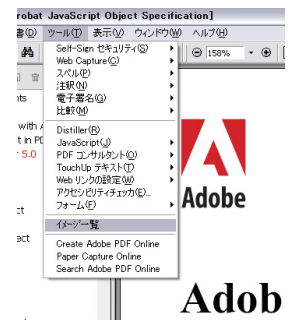 robat JavaScript Object Specification]
書(D) ツール(T) 表示(V) ウィンドウ(W) ヘルプ(H)
158%
Self-Sign セキュリティ(S)
Web Capture(C)
スペル(P)
注釈(N)
電子署名(G)
比較(M)
Distiller(R)
JavaScript(J)
PDF コンサルタント(O)
TouchUp テキスト(T)
Web リンクの設定(W)
アクセシビリティチェック(E)...
フォーム(F)
イメージ一覧
Create Adobe PDF Online
Paper Capture Online
Search Adobe PDF Online
nts
with A
t in PD
5.0
ct
ect
Adobe
Adob